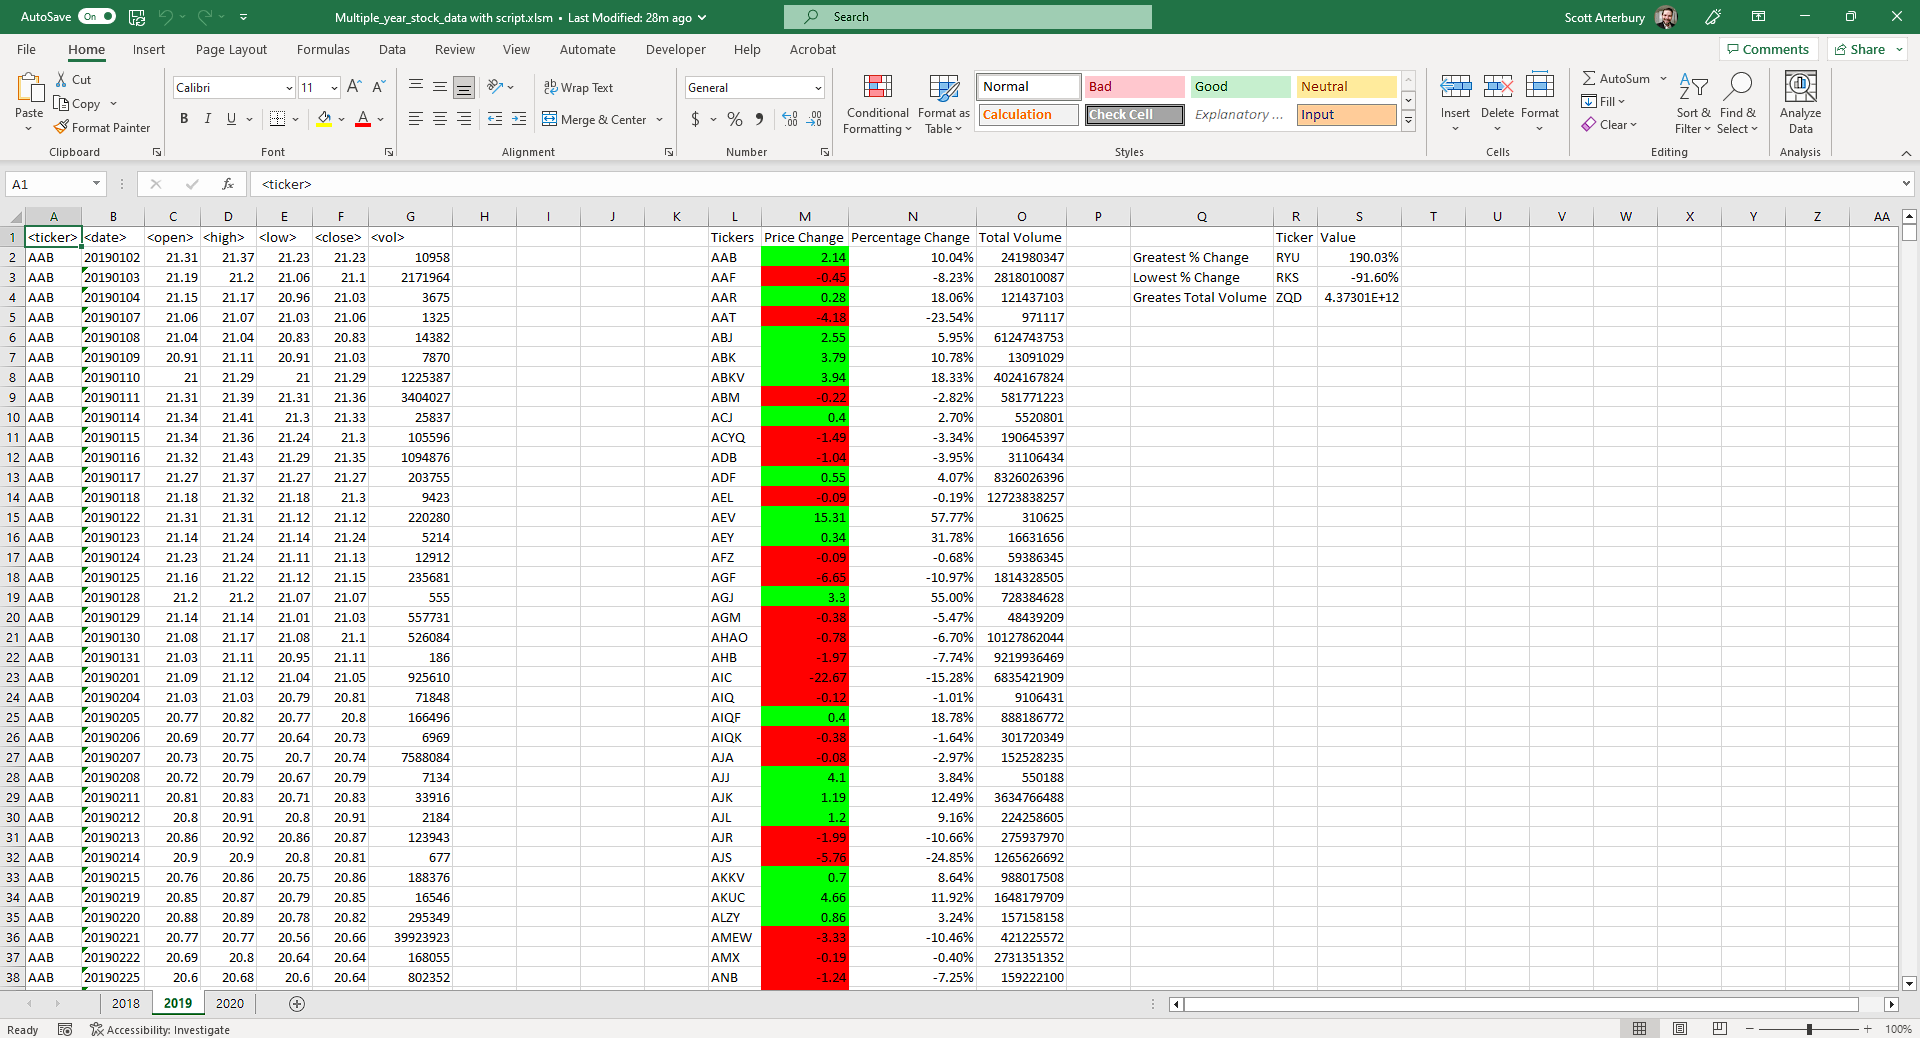 AutoSave On Multiple_year_stock_data with script.xlsm • Last Modified: 28m ago Search Scott Arterbury
File Home Insert Page Layout Formulas Data Review View Automate Developer Help Acrobat Comments Share
Paste Cut Copy Format Painter Clipboard
Calibri 11 B I U Font
Wrap Text Merge & Center Alignment
General $ % 9 Number
Conditional Formatting Format as Table Normal Bad Good Neutral Calculation Check Cell Explanatory ... Input Styles
Insert Delete Format Cells
AutoSum Fill Clear Sort & Filter Find & Select Editing
Analyze Data Analysis
A1 fx <ticker>
A B C D E F G H I J K L M N O P Q R S T U V W X Y Z AA
1 <ticker> <date> <open> <high> <low> <close> <vol> Tickers Price Change Percentage Change Total Volume Ticker Value
2 AAB 20190102 21.31 21.37 21.23 21.23 10958 AAB 2.14 10.04% 241980347 Greatest % Change RYU 190.03%
3 AAB 20190103 21.19 21.2 21.06 21.1 2171964 AAF -0.45 -8.23% 2818010087 Lowest % Change RKS -91.60%
4 AAB 20190104 21.15 21.17 20.96 21.03 3675 AAR 0.28 18.06% 121437103 Greates Total Volume ZQD 4.37301E+12
5 AAB 20190107 21.06 21.07 21.03 21.06 1325 AAT -4.18 -23.54% 971117
6 AAB 20190108 21.04 21.04 20.83 20.83 14382 ABJ 2.55 5.95% 6124743753
7 AAB 20190109 20.91 21.11 20.91 21.03 7870 ABK 3.79 10.78% 13091029
8 AAB 20190110 21 21.29 21 21.29 1225387 ABKV 3.94 18.33% 4024167824
9 AAB 20190111 21.31 21.39 21.31 21.36 3404027 ABM -0.22 -2.82% 581771223
10 AAB 20190114 21.34 21.41 21.3 21.33 25837 ACJ 0.4 2.70% 5520801
11 AAB 20190115 21.34 21.36 21.24 21.3 105596 ACYQ -1.49 -3.34% 190645397
12 AAB 20190116 21.32 21.43 21.29 21.35 1094876 ADB -1.04 -3.95% 31106434
13 AAB 20190117 21.27 21.37 21.27 21.27 203755 ADF 0.55 4.07% 8326026396
14 AAB 20190118 21.18 21.32 21.18 21.3 9423 AEL -0.09 -0.19% 12723838257
15 AAB 20190122 21.31 21.31 21.12 21.12 220280 AEV 15.31 57.77% 310625
16 AAB 20190123 21.14 21.24 21.14 21.24 5214 AEY 0.34 31.78% 16631656
17 AAB 20190124 21.23 21.24 21.11 21.13 12912 AFZ -0.09 -0.68% 59386345
18 AAB 20190125 21.16 21.22 21.12 21.15 235681 AGF -6.65 -10.97% 1814328505
19 AAB 20190128 21.2 21.2 21.07 21.07 555 AGJ 3.3 55.00% 728384628
20 AAB 20190129 21.14 21.14 21.01 21.03 557731 AGM -0.38 -5.47% 48439209
21 AAB 20190130 21.08 21.17 21.08 21.1 526084 AHAO -0.78 -6.70% 10127862044
22 AAB 20190131 21.03 21.11 20.95 21.11 186 AHB -1.97 -7.74% 9219936469
23 AAB 20190201 21.09 21.12 21.04 21.05 925610 AIC -22.67 -15.28% 6835421909
24 AAB 20190204 21.03 21.03 20.79 20.81 71848 AIQ -0.12 -1.01% 9106431
25 AAB 20190205 20.77 20.82 20.77 20.8 166496 AIQF 0.4 18.78% 888186772
26 AAB 20190206 20.69 20.77 20.64 20.73 6969 AIQK -0.38 -1.64% 301720349
27 AAB 20190207 20.73 20.75 20.7 20.74 7588084 AJA -0.08 -2.97% 152528235
28 AAB 20190208 20.72 20.79 20.67 20.79 7134 AJJ 4.1 3.84% 550188
29 AAB 20190211 20.81 20.83 20.71 20.83 33916 AJK 1.19 12.49% 3634766488
30 AAB 20190212 20.8 20.91 20.8 20.91 2184 AJL 1.2 9.16% 224258605
31 AAB 20190213 20.86 20.92 20.86 20.87 123943 AJR -1.99 -10.66% 275937970
32 AAB 20190214 20.9 20.9 20.8 20.81 677 AJS -5.76 -24.85% 1265626692
33 AAB 20190215 20.76 20.86 20.75 20.86 188376 AKKV 0.7 8.64% 988017508
34 AAB 20190219 20.85 20.87 20.79 20.85 16546 AKUC 4.66 11.92% 1648179709
35 AAB 20190220 20.88 20.89 20.78 20.82 295349 ALZY 0.86 3.24% 157158158
36 AAB 20190221 20.77 20.77 20.56 20.66 39923923 AMEW -3.33 -10.46% 421225572
37 AAB 20190222 20.69 20.8 20.64 20.64 168055 AMX -0.19 -0.40% 2731351352
38 AAB 20190225 20.6 20.68 20.6 20.64 802352 ANB -1.24 -7.25% 159222100
2018 2019 2020
Ready Accessibility: Investigate 100%